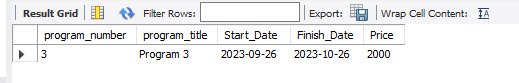 Result Grid Filter Rows: Export: Wrap Cell Content: IA
program_number program_title Start_Date Finish_Date Price
3 Program 3 2023-09-26 2023-10-26 2000